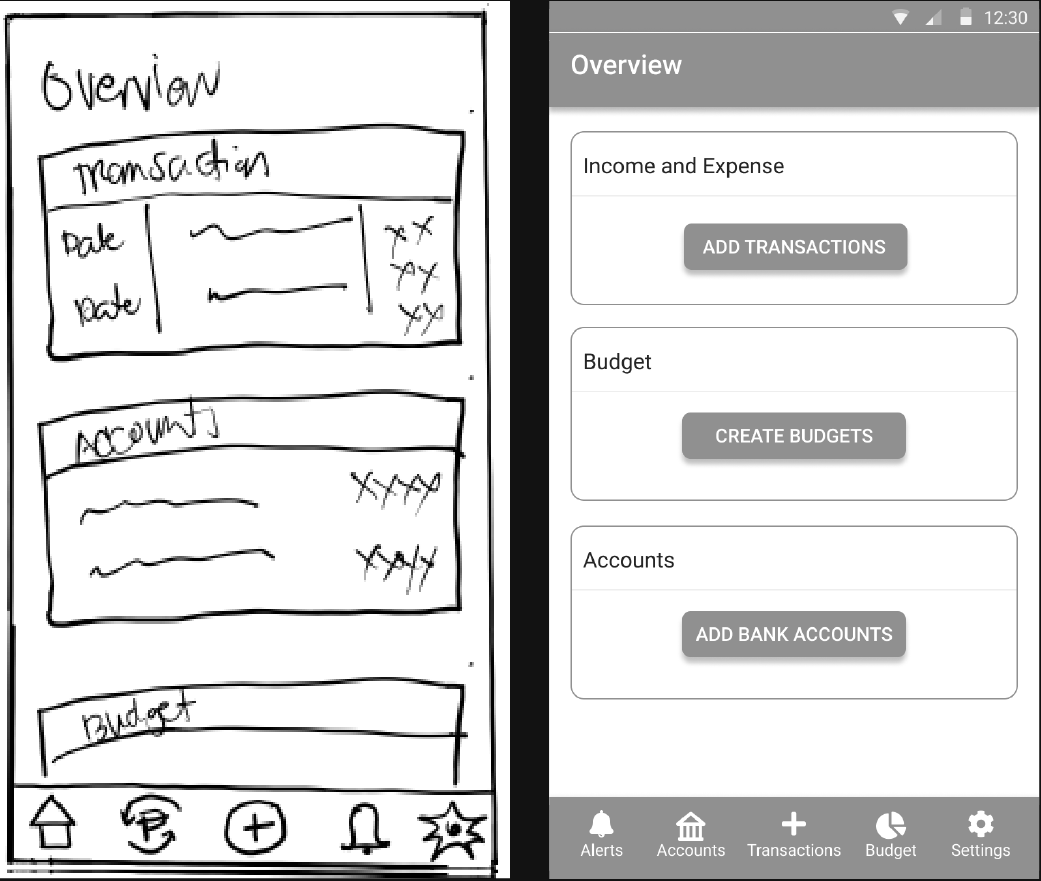 Overview
Transaction
Date XX
XX
Date XX
Accounts
XXXX
XXXX
Budget
12:30
Overview
Income and Expense
ADD TRANSACTIONS
Budget
CREATE BUDGETS
Accounts
ADD BANK ACCOUNTS
Alerts Accounts Transactions Budget Settings